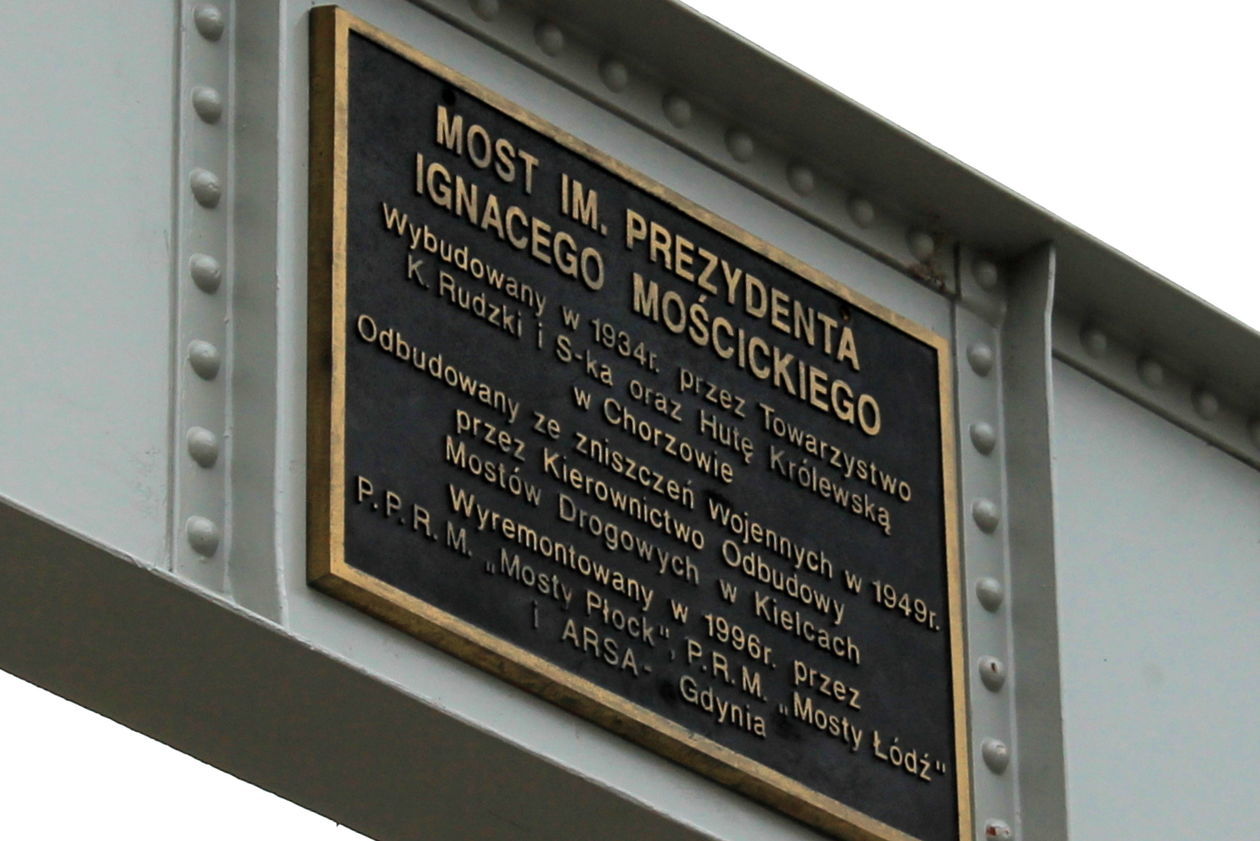 MOST IM. PREZYDENTA
IGNACEGO MOŚCICKIEGO
Wybudowany w 1934r. przez Towarzystwo
K. Rudzki i S-ka oraz Hutę Królewską
w Chorzowie
Odbudowany ze zniszczeń Wojennych w 1949r.
przez Kierownictwo Odbudowy
Mostów Drogowych w Kielcach
Wyremontowany w 1996r. przez
P.P.R.M. „Mosty Płock", P.R.M. „Mosty Łódź"
i ARSA- Gdynia